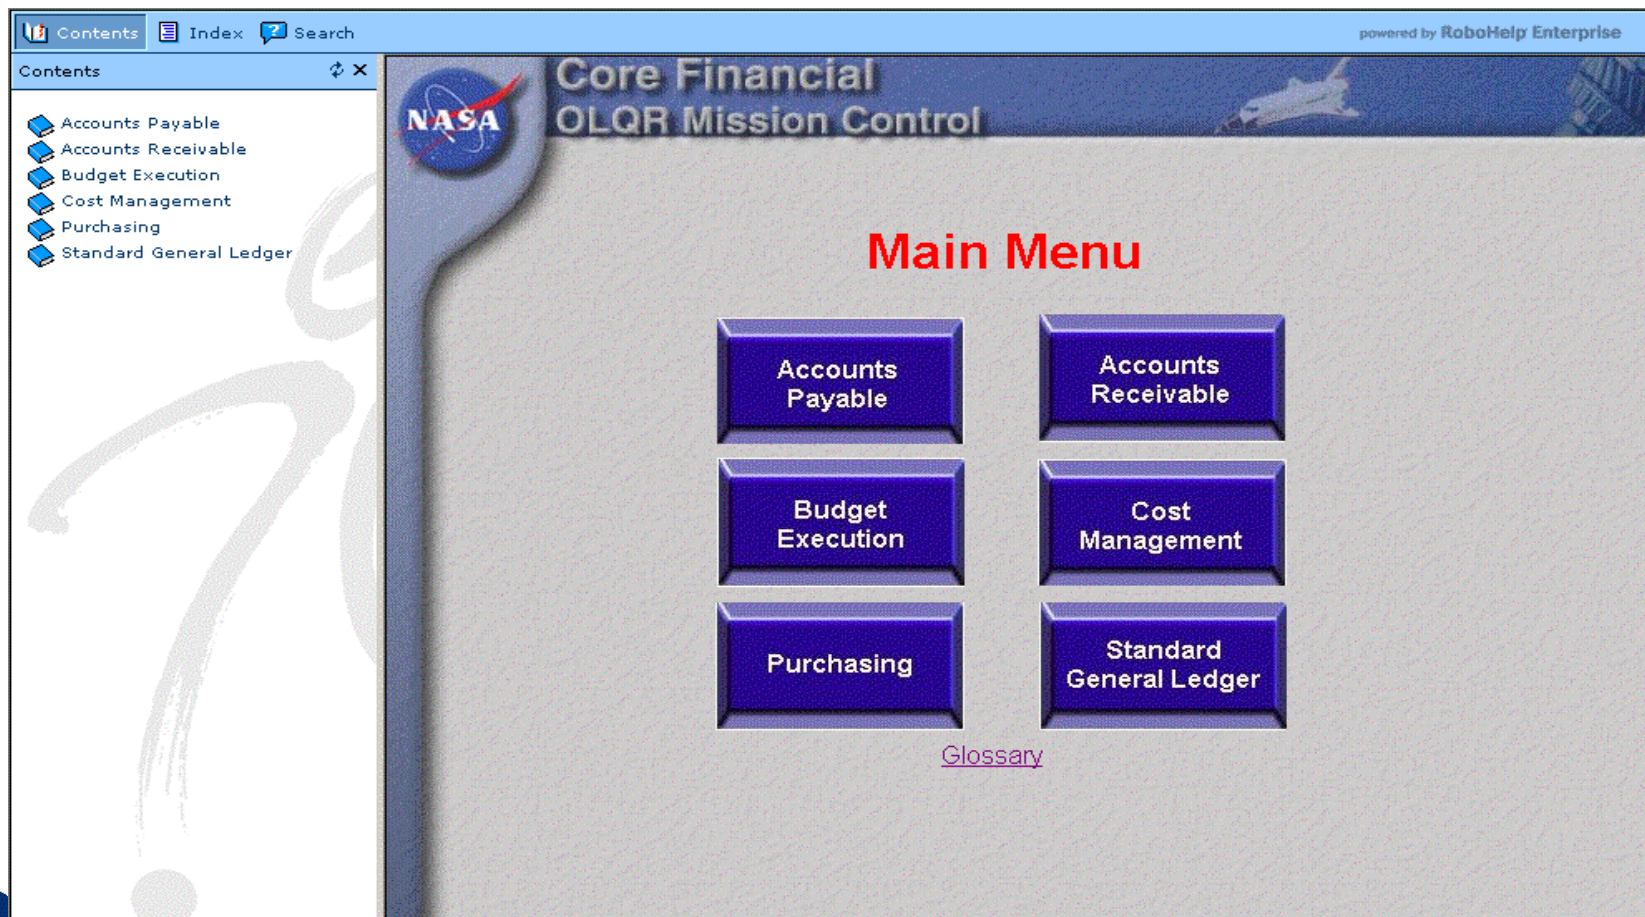 Contents Index Search powered by RoboHelp Enterprise
Contents
Accounts Payable
Accounts Receivable
Budget Execution
Cost Management
Purchasing
Standard General Ledger
NASA
Core Financial
OLQR Mission Control
Main Menu
Accounts
Payable
Accounts
Receivable
Budget
Execution
Cost
Management
Purchasing
Standard
General Ledger
Glossary